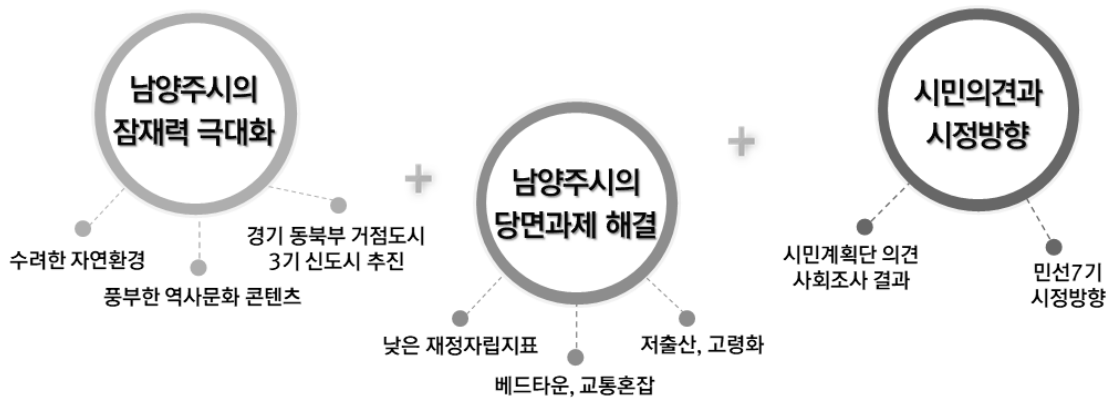 남양주시의
잠재력 극대화
수려한 자연환경
풍부한 역사문화 콘텐츠
경기 동북부 거점도시
3기 신도시 추진
+
남양주시의
당면과제 해결
낮은 재정자립지표
베드타운, 교통혼잡
저출산, 고령화
+
시민의견과
시정방향
시민계획단 의견
사회조사 결과
민선7기
시정방향